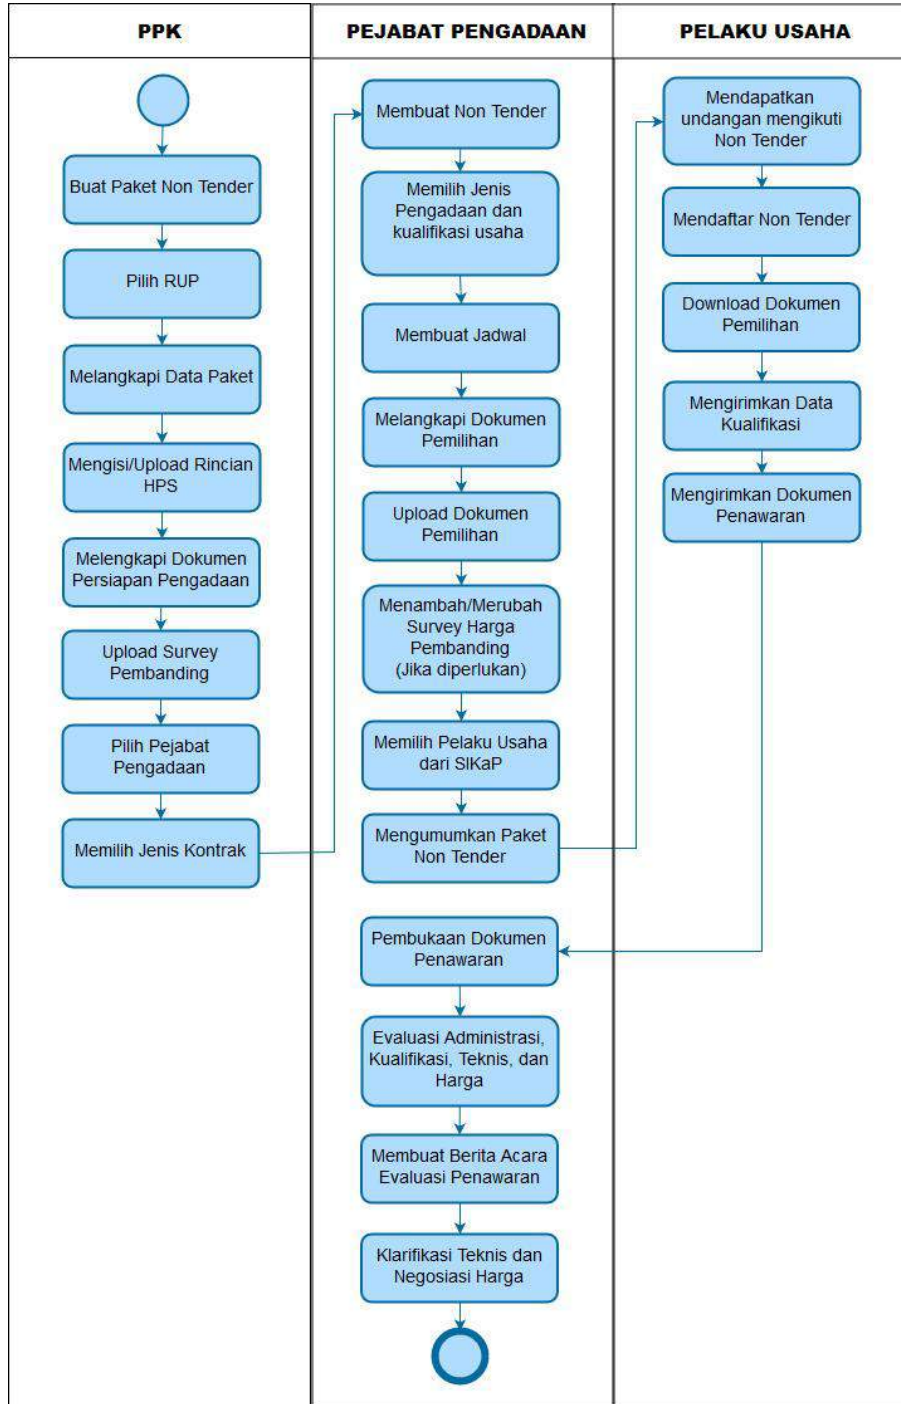 PPK
PEJABAT PENGADAAN
PELAKU USAHA
Buat Paket Non Tender
Pilih RUP
Melangkapi Data Paket
Mengisi/Upload Rincian
HPS
Melengkapi Dokumen
Persiapan Pengadaan
Upload Survey
Pembanding
Pilih Pejabat
Pengadaan
Memilih Jenis Kontrak
Membuat Non Tender
Memilih Jenis
Pengadaan dan
kualifikasi usaha
Membuat Jadwal
Melangkapi Dokumen
Pemilihan
Upload Dokumen
Pemilihan
Menambah/Merubah
Survey Harga
Pembanding
(Jika diperlukan)
Memilih Pelaku Usaha
dari SIKaP
Mengumumkan Paket
Non Tender
Mendapatkan
undangan mengikuti
Non Tender
Mendaftar Non Tender
Download Dokumen
Pemilihan
Mengirimkan Data
Kualifikasi
Mengirimkan Dokumen
Penawaran
Pembukaan Dokumen
Penawaran
Evaluasi Administrasi,
Kualifikasi, Teknis, dan
Harga
Membuat Berita Acara
Evaluasi Penawaran
Klarifikasi Teknis dan
Negosiasi Harga